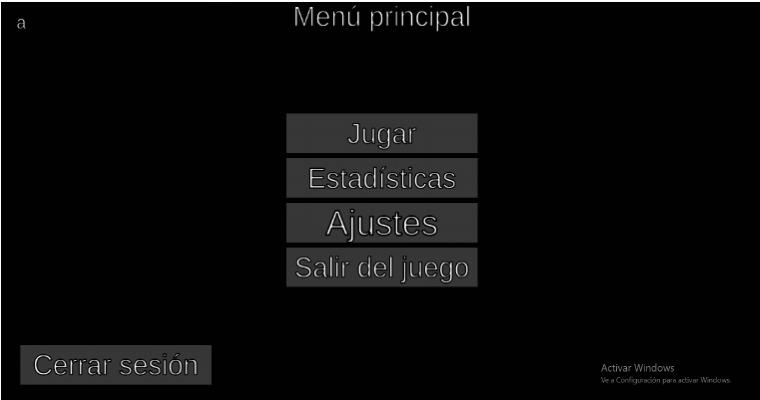 a
Menú principal
Jugar
Estadísticas
Ajustes
Salir del juego
Cerrar sesión
Activar Windows
Ve a Configuración para activar Windows.